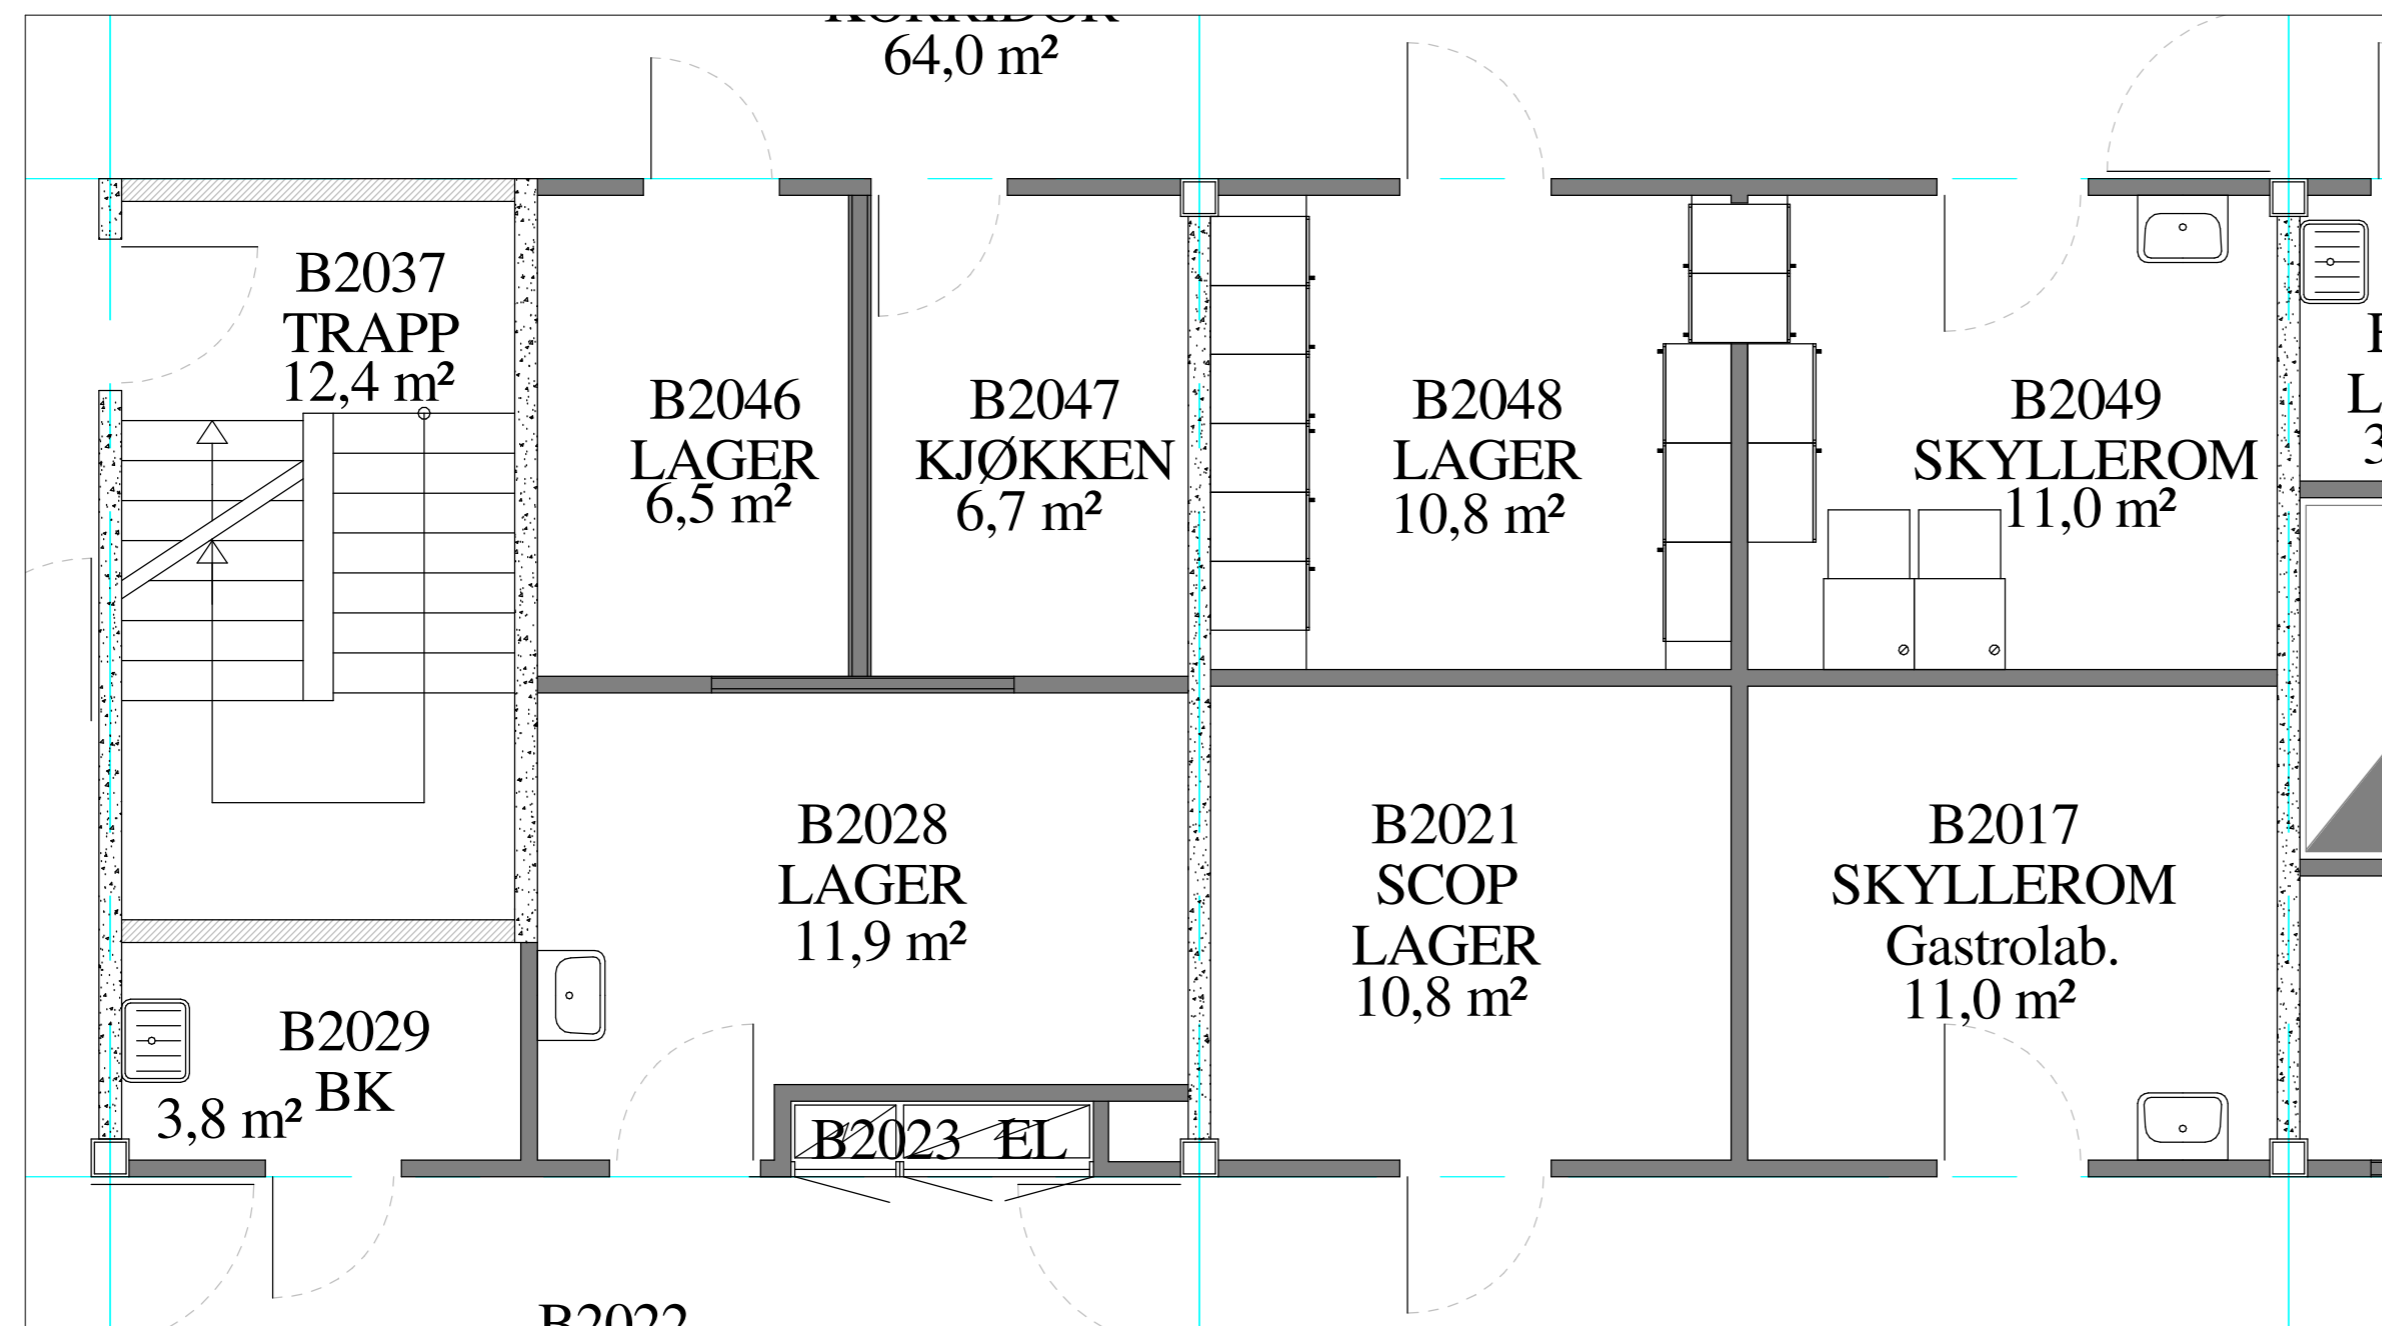 KORRIDOR
64,0 m²
B2037
TRAPP
12,4 m²
B2046
LAGER
6,5 m²
B2047
KJØKKEN
6,7 m²
B2048
LAGER
10,8 m²
B2049
SKYLLEROM
11,0 m²
B2028
LAGER
11,9 m²
B2021
SCOP
LAGER
10,8 m²
B2017
SKYLLEROM
Gastrolab.
11,0 m²
B2029
BK
3,8 m²
B2023 EL
B2022